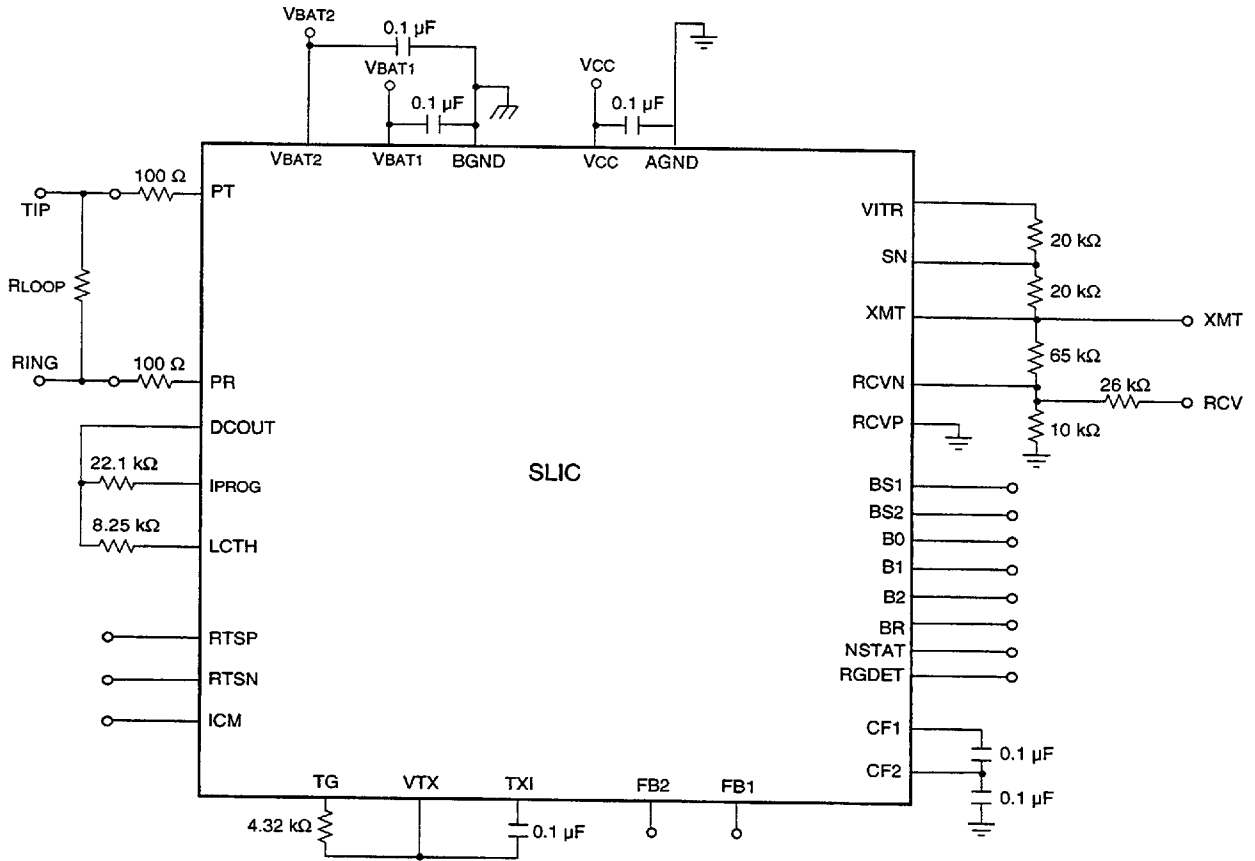 VBAT2
0.1 µF
VBAT1
0.1 µF
VCC
0.1 µF
VBAT2
VBAT1
BGND
VCC
AGND
100 Ω
TIP
PT
RLOOP
RING
100 Ω
PR
DCOUT
22.1 kΩ
IPROG
8.25 kΩ
LCTH
RTSP
RTSN
ICM
SLIC
VITR
20 kΩ
SN
20 kΩ
XMT
XMT
65 kΩ
RCVN
26 kΩ
RCV
RCVP
10 kΩ
BS1
BS2
B0
B1
B2
BR
NSTAT
RGDET
CF1
0.1 µF
CF2
0.1 µF
TG
VTX
TXI
FB2
FB1
4.32 kΩ
0.1 µF